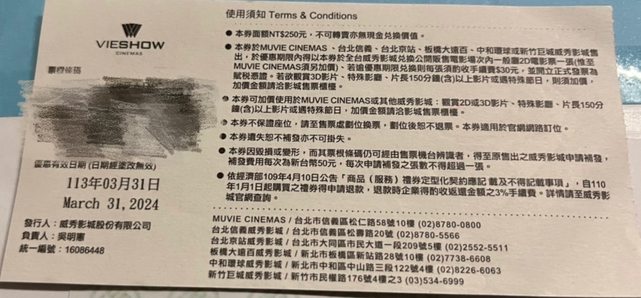 VIESHOW
CINEMAS
票根條碼
優惠有效日期 (日期經塗改無效)
113年03月31日
March 31, 2024
發行人：威秀影城股份有限公司
負責人：吳明憲
統一編號：16086448
使用須知 Terms & Conditions
● 本券面額NT$250元，不可轉賣亦無現金兌換價值。
● 本券於MUVIE CINEMAS、台北信義、台北京站、板橋大遠百、中和環球或新竹巨城威秀影城售
出，於優惠期限內得以本券於全台威秀影城兌換公開販售電影場次內一般廳2D電影票一張(惟至
MUVIE CINEMAS須另加價)、若逾優惠期限兌換則每張須酌收手續費$30元，並開立正式發票為
賦稅憑證。若欲觀賞3D影片、特殊影廳、片長150分鐘(含)以上影片或遇特殊節日，則須加價，
加價金額請洽影城售票櫃檯。
● 本券可加價使用於MUVIE CINEMAS或其他威秀影城：觀賞2D或3D影片、特殊影廳、片長150分
鐘(含)以上影片或遇特殊節日，加價金額請洽影城售票櫃檯。
● 本券不保證座位，請至售票處劃位換票，劃位後恕不退票。本券適用於官網網路訂位。
● 本券遺失恕不補發亦不可掛失。
● 本券因毀損或變形，而其票根條碼仍可經由售票機台辨識者，得至原售出之威秀影城申請補發，
補發費用每次為新台幣50元，每次申請補發之張數不得超過一張。
● 依經濟部109年4月10日公告「商品（服務）禮券定型化契約應記 載及不得記載事項」，自110
年1月1日起購買之禮券得申請退款，退款時企業得酌收返還金額之3%手續費。詳情請至威秀影
城官網查詢。
MUVIE CINEMAS / 台北市信義區松仁路58號10樓 (02)8780-0800
台北信義威秀影城 / 台北市信義區松壽路20號 (02)8780-5566
台北京站威秀影城 / 台北市大同區市民大道一段209號5樓 (02)2552-5511
板橋大遠百威秀影城 / 新北市板橋區新站路28號10樓 (02)7738-6608
中和環球威秀影城 / 新北市中和區中山路三段122號4樓 (02)8226-6063
新竹巨城威秀影城 / 新竹市民權路176號4樓之3 (03)534-6999